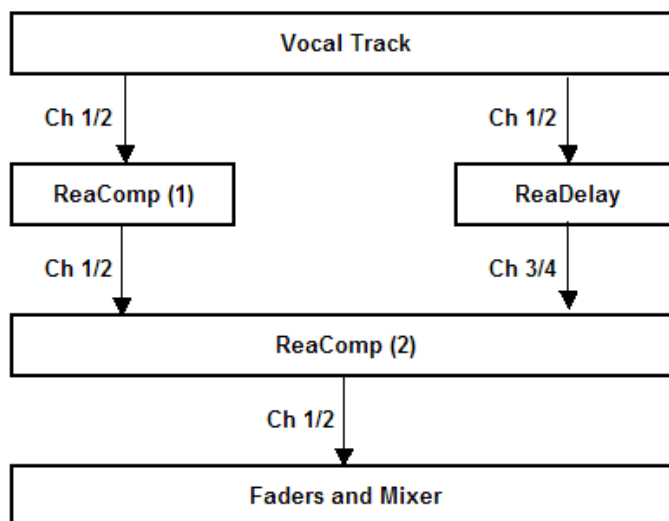 Vocal Track
Ch 1/2
Ch 1/2
ReaComp (1)
ReaDelay
Ch 1/2
Ch 3/4
ReaComp (2)
Ch 1/2
Faders and Mixer